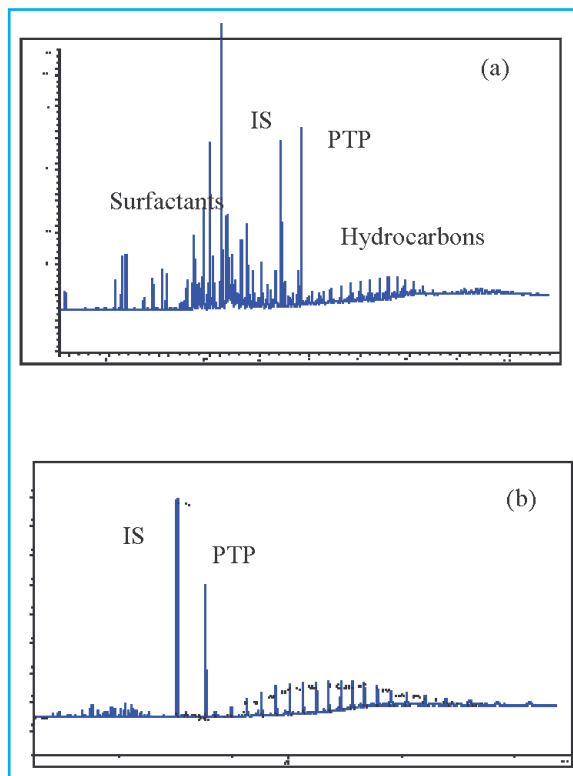 (a)
IS
PTP
Surfactants
Hydrocarbons
(b)
IS
PTP